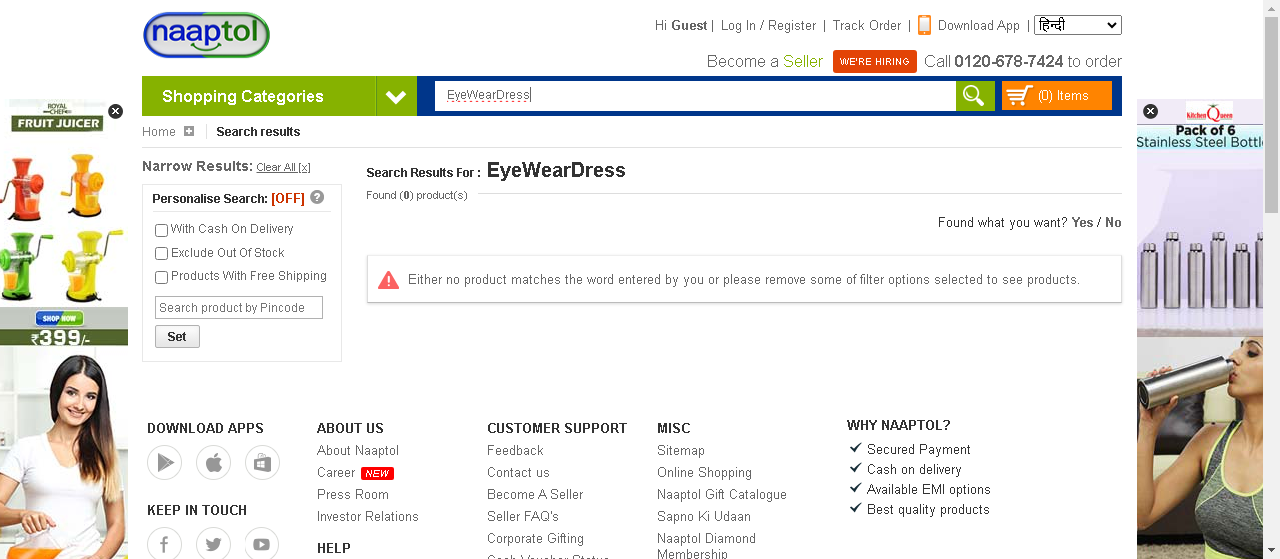 naaptol
Hi Guest | Log In / Register | Track Order | Download App | हिन्दी
Become a Seller WE'RE HIRING Call 0120-678-7424 to order
Shopping Categories
EyeWearDress
(0) Items
Home
Search results
ROYAL CHEF
FRUIT JUICER
SHOP NOW
₹399/-
Narrow Results: Clear All [x]
Personalise Search: [OFF] ?
With Cash On Delivery
Exclude Out Of Stock
Products With Free Shipping
Search product by Pincode
Set
Search Results For : EyeWearDress
Found (0) product(s)
Found what you want? Yes / No
Either no product matches the word entered by you or please remove some of filter options selected to see products.
Kitchen Queen
Pack of 6
Stainless Steel Bottl
DOWNLOAD APPS
KEEP IN TOUCH
ABOUT US
About Naaptol
Career NEW
Press Room
Investor Relations
HELP
CUSTOMER SUPPORT
Feedback
Contact us
Become A Seller
Seller FAQ's
Corporate Gifting
Cash Voucher Status
MISC
Sitemap
Online Shopping
Naaptol Gift Catalogue
Sapno Ki Udaan
Naaptol Diamond
Membership
WHY NAAPTOL?
Secured Payment
Cash on delivery
Available EMI options
Best quality products